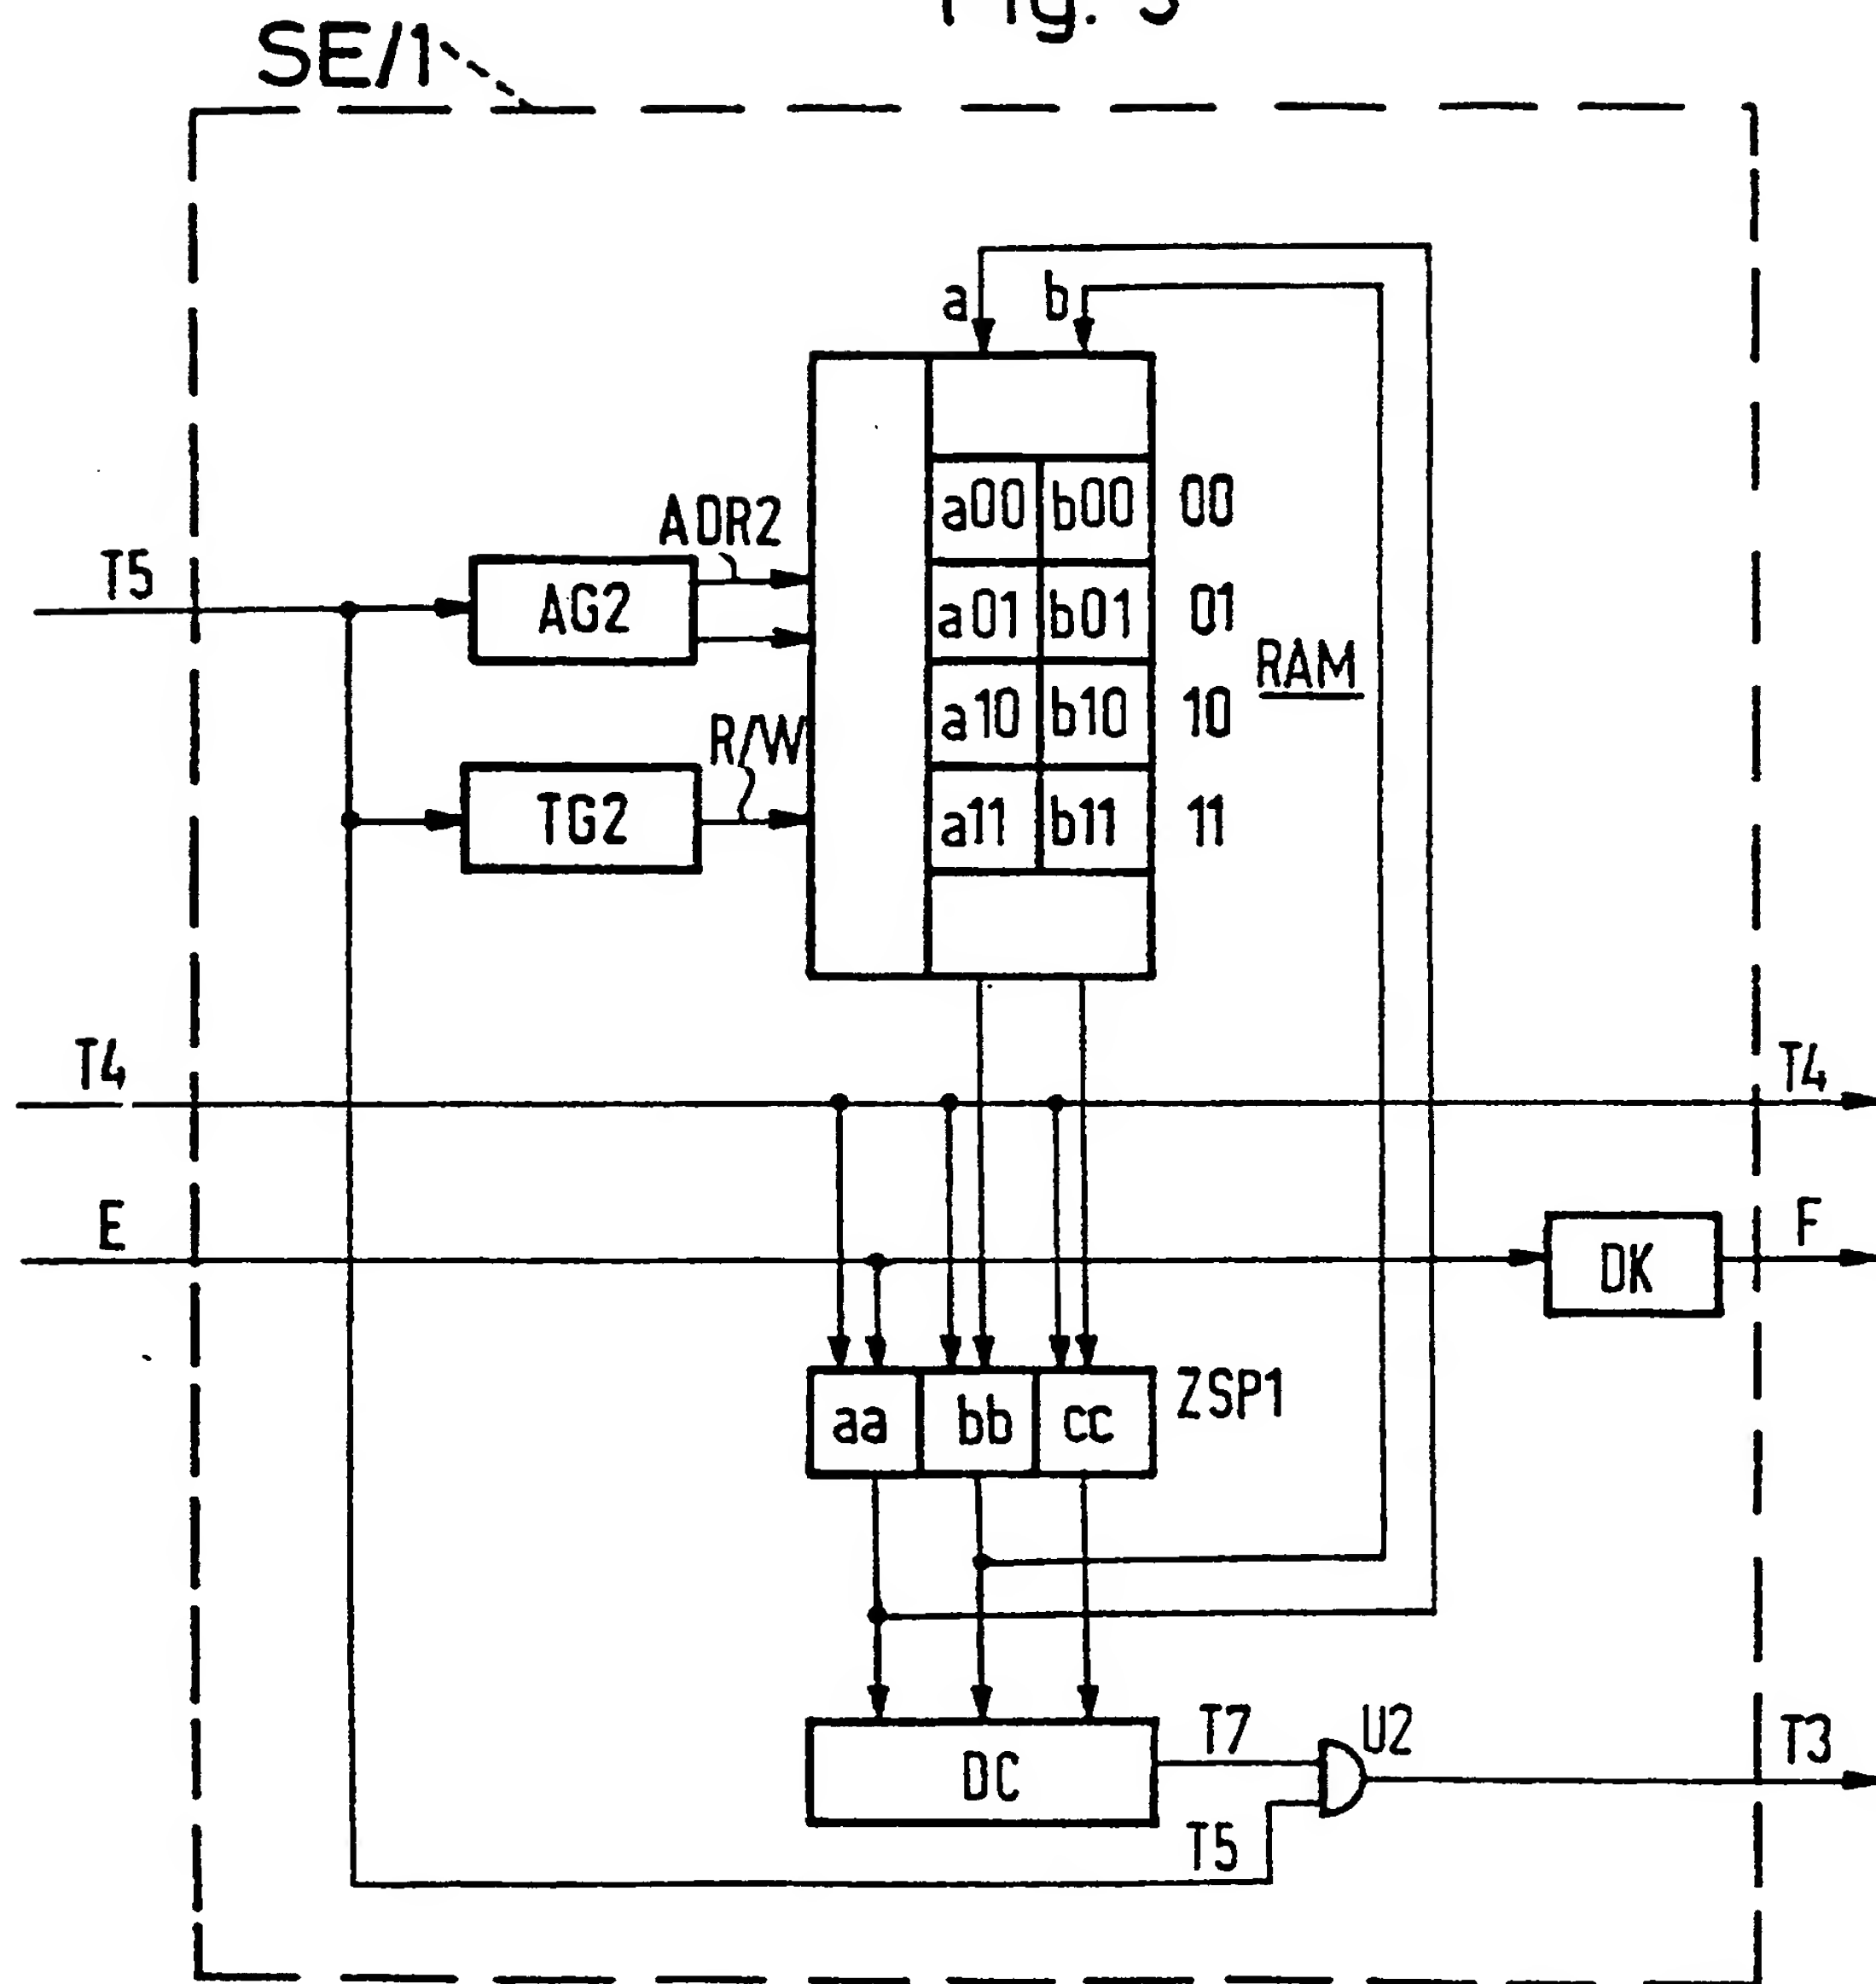 SE/1
a b
a00 b00 00
ADR2
T5
AG2
a01 b01 01
RAM
a10 b10 10
R/W
TG2
a11 b11 11
T4
T4
E
F
DK
aa bb cc
ZSP1
T7
U2
T3
DC
T5